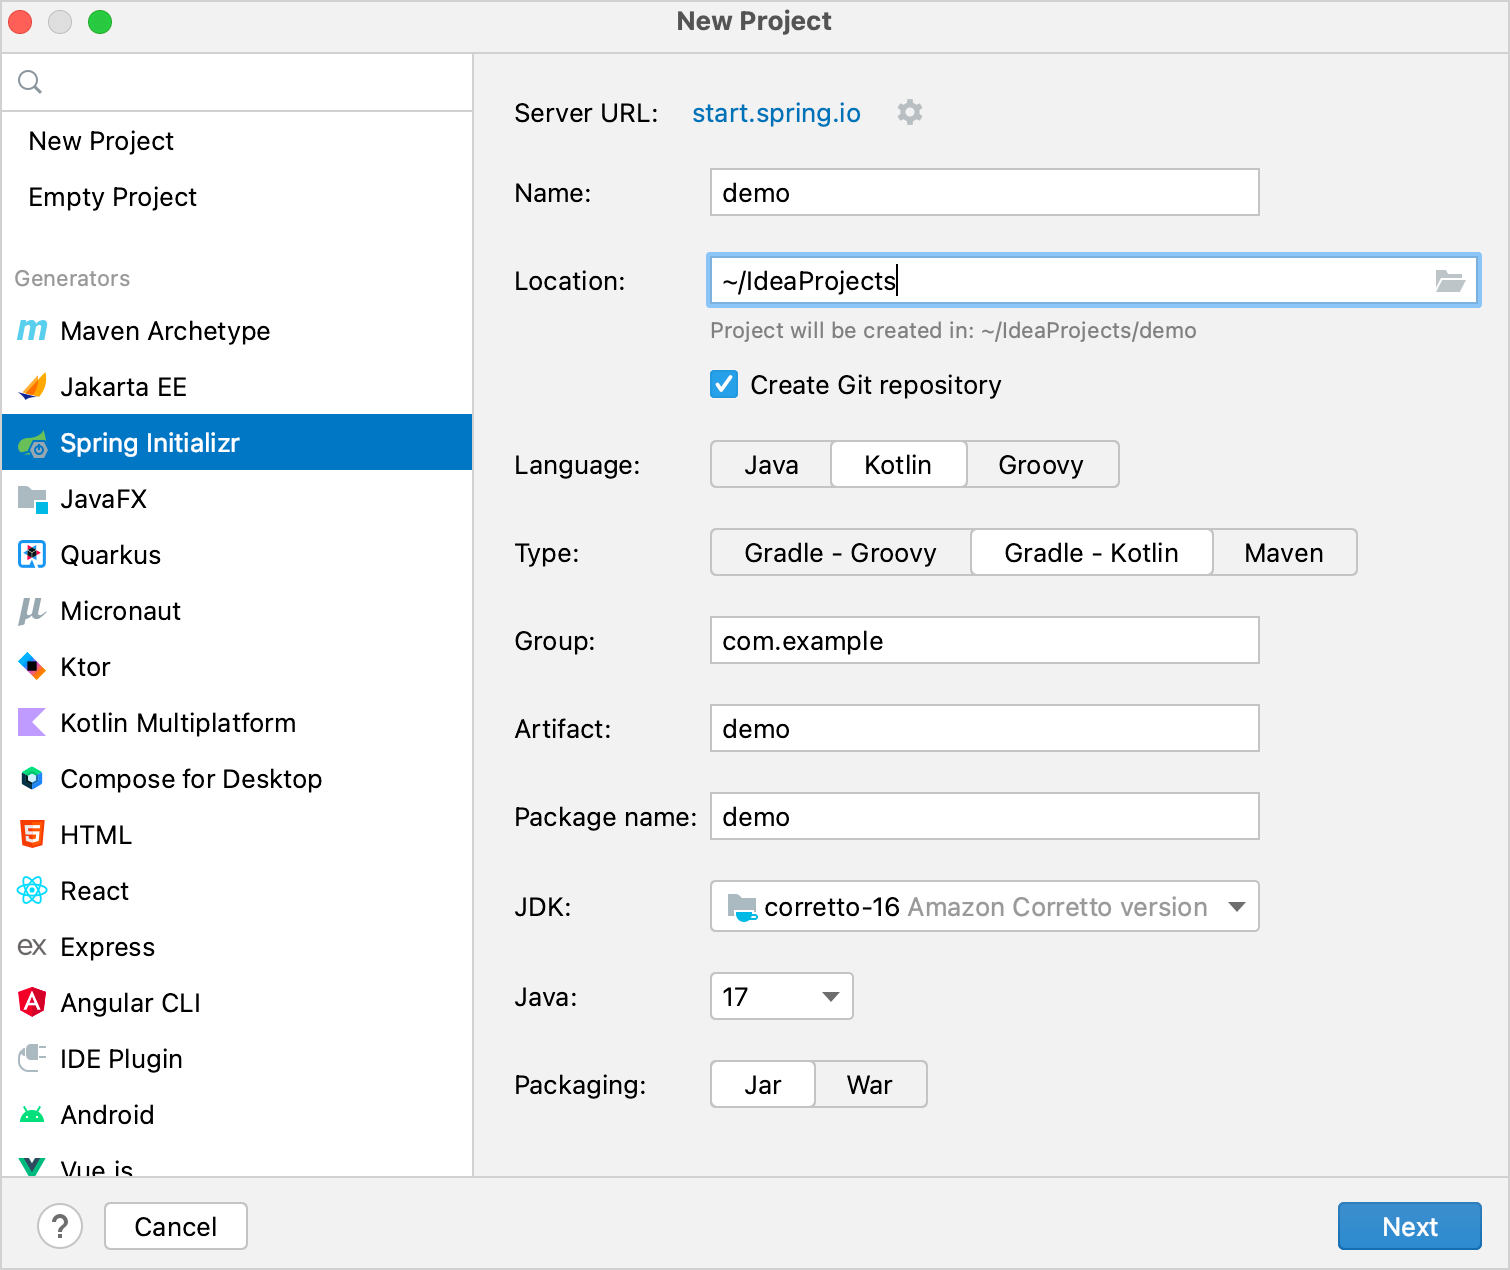 New Project
New Project
Empty Project
Generators
Maven Archetype
Jakarta EE
Spring Initializr
JavaFX
Quarkus
Micronaut
Ktor
Kotlin Multiplatform
Compose for Desktop
HTML
React
ex Express
Angular CLI
IDE Plugin
Android
Vue.js
Server URL: start.spring.io
Name: demo
Location: ~/IdeaProjects
Project will be created in: ~/IdeaProjects/demo
Create Git repository
Language: Java Kotlin Groovy
Type: Gradle - Groovy Gradle - Kotlin Maven
Group: com.example
Artifact: demo
Package name: demo
JDK: corretto-16 Amazon Corretto version
Java: 17
Packaging: Jar War
? Cancel Next